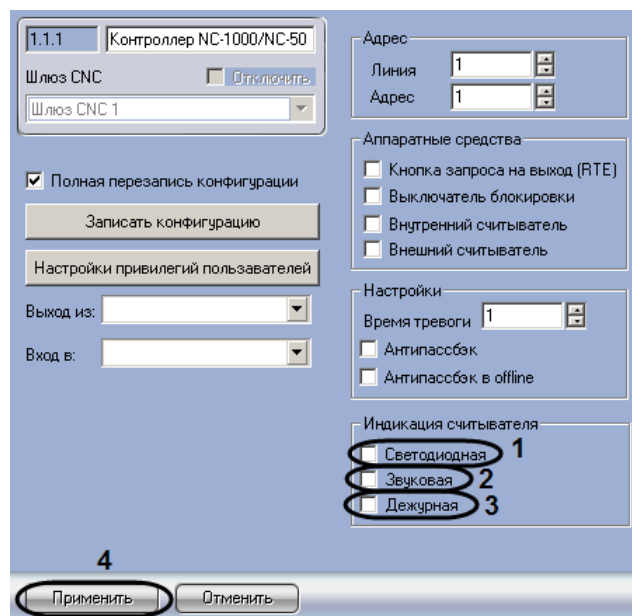 1.1.1 Контроллер NC-1000/NC-50
Шлюз CNC Отключить
Шлюз CNC 1
Полная перезапись конфигурации
Записать конфигурацию
Настройки привилегий пользавателей
Выход из:
Вход в:
Адрес
Линия 1
Адрес 1
Аппаратные средства
Кнопка запроса на выход (RTE)
Выключатель блокировки
Внутренний считыватель
Внешний считыватель
Настройки
Время тревоги 1
Антипассбэк
Антипассбэк в offline
Индикация считывателя
Светодиодная 1
Звуковая 2
Дежурная 3
4
Применить Отменить